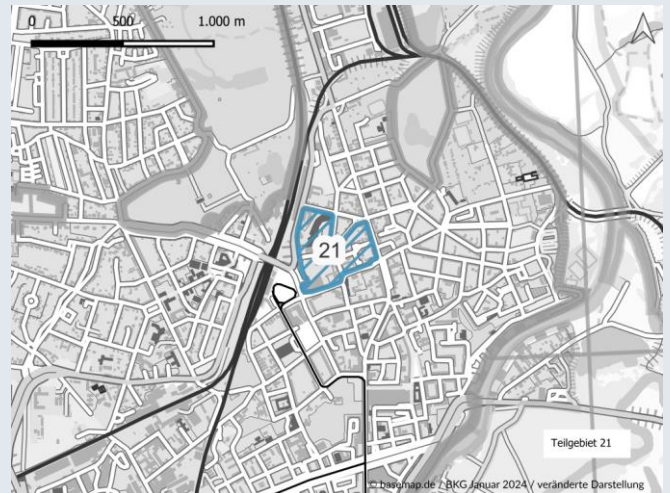 0 500 1.000 m
21
Teilgebiet 21
© basemap.de / BKG Januar 2024 / veränderte Darstellung